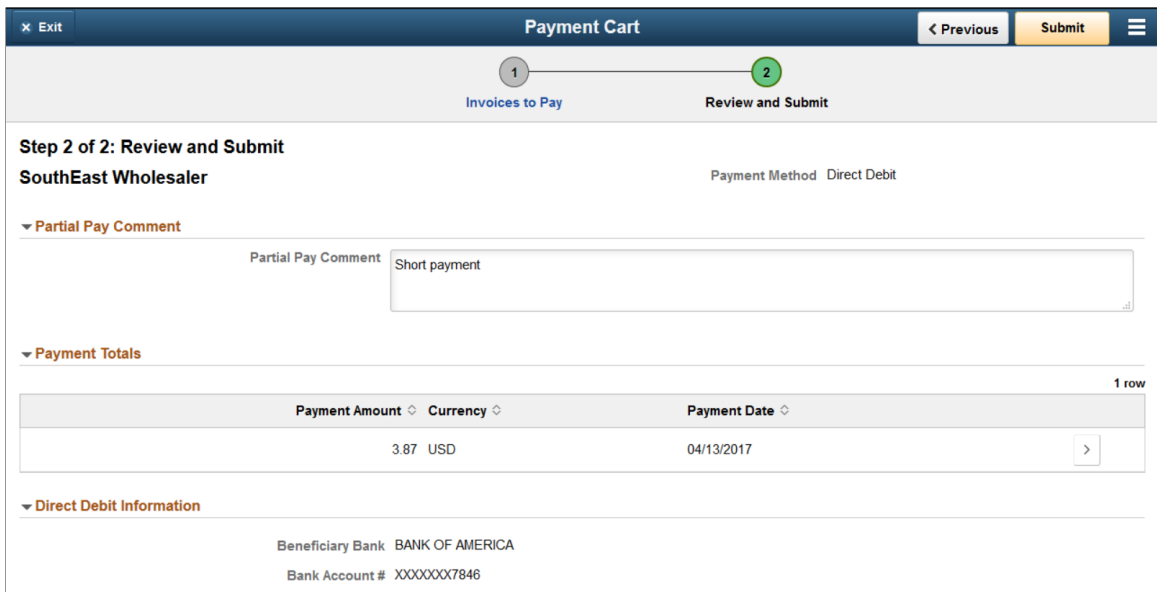 × Exit
Payment Cart
< Previous
Submit
1
2
Invoices to Pay
Review and Submit
Step 2 of 2: Review and Submit
SouthEast Wholesaler
Payment Method Direct Debit
Partial Pay Comment
Partial Pay Comment Short payment
Payment Totals
1 row
Payment Amount Currency Payment Date
3.87 USD 04/13/2017
Direct Debit Information
Beneficiary Bank BANK OF AMERICA
Bank Account # XXXXXXX7846